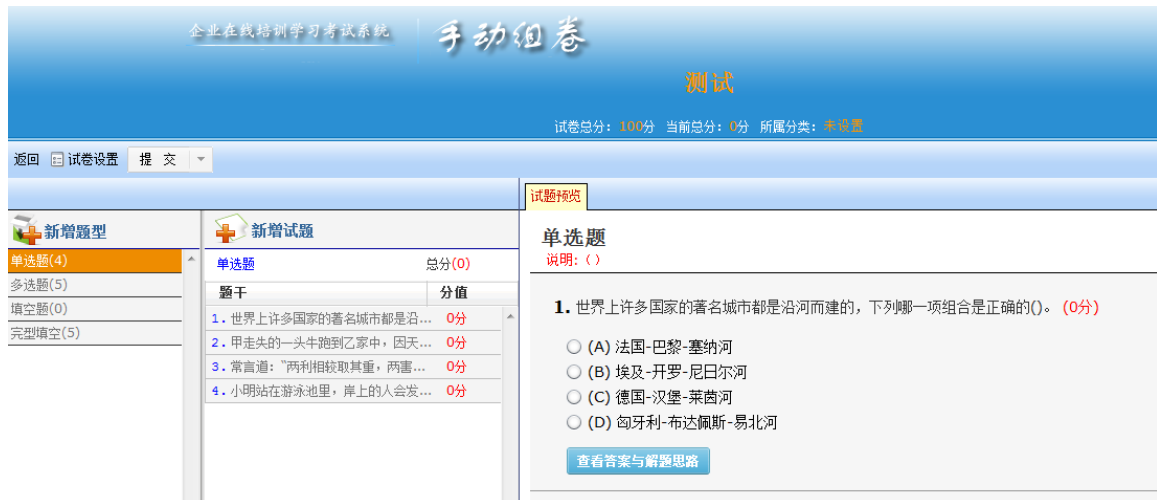 企业在线培训学习考试系统 手动组卷
测试
试卷总分：100分 当前总分：0分 所属分类：未设置
返回 试卷设置 提 交
试题预览
新增题型
单选题(4)
多选题(5)
填空题(0)
完型填空(5)
新增试题
单选题 总分(0)
题干 分值
1. 世界上许多国家的著名城市都是沿... 0分
2. 甲走失的一头牛跑到乙家中，因天... 0分
3. 常言道：“两利相较取其重，两害... 0分
4. 小明站在游泳池里，岸上的人会发... 0分
单选题
说明：（ ）
1. 世界上许多国家的著名城市都是沿河而建的，下列哪一项组合是正确的()。 (0分)
(A) 法国-巴黎-塞纳河
(B) 埃及-开罗-尼日尔河
(C) 德国-汉堡-莱茵河
(D) 匈牙利-布达佩斯-易北河
查看答案与解题思路